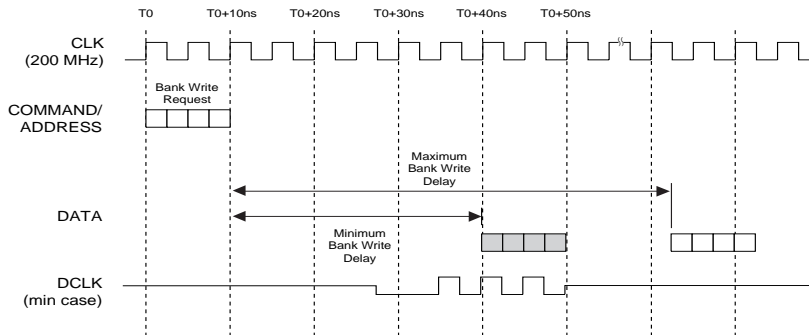 T0 T0+10ns T0+20ns T0+30ns T0+40ns T0+50ns
CLK
(200 MHz)
Bank Write
Request
COMMAND/
ADDRESS
Maximum
Bank Write
Delay
DATA
Minimum
Bank Write
Delay
DCLK
(min case)